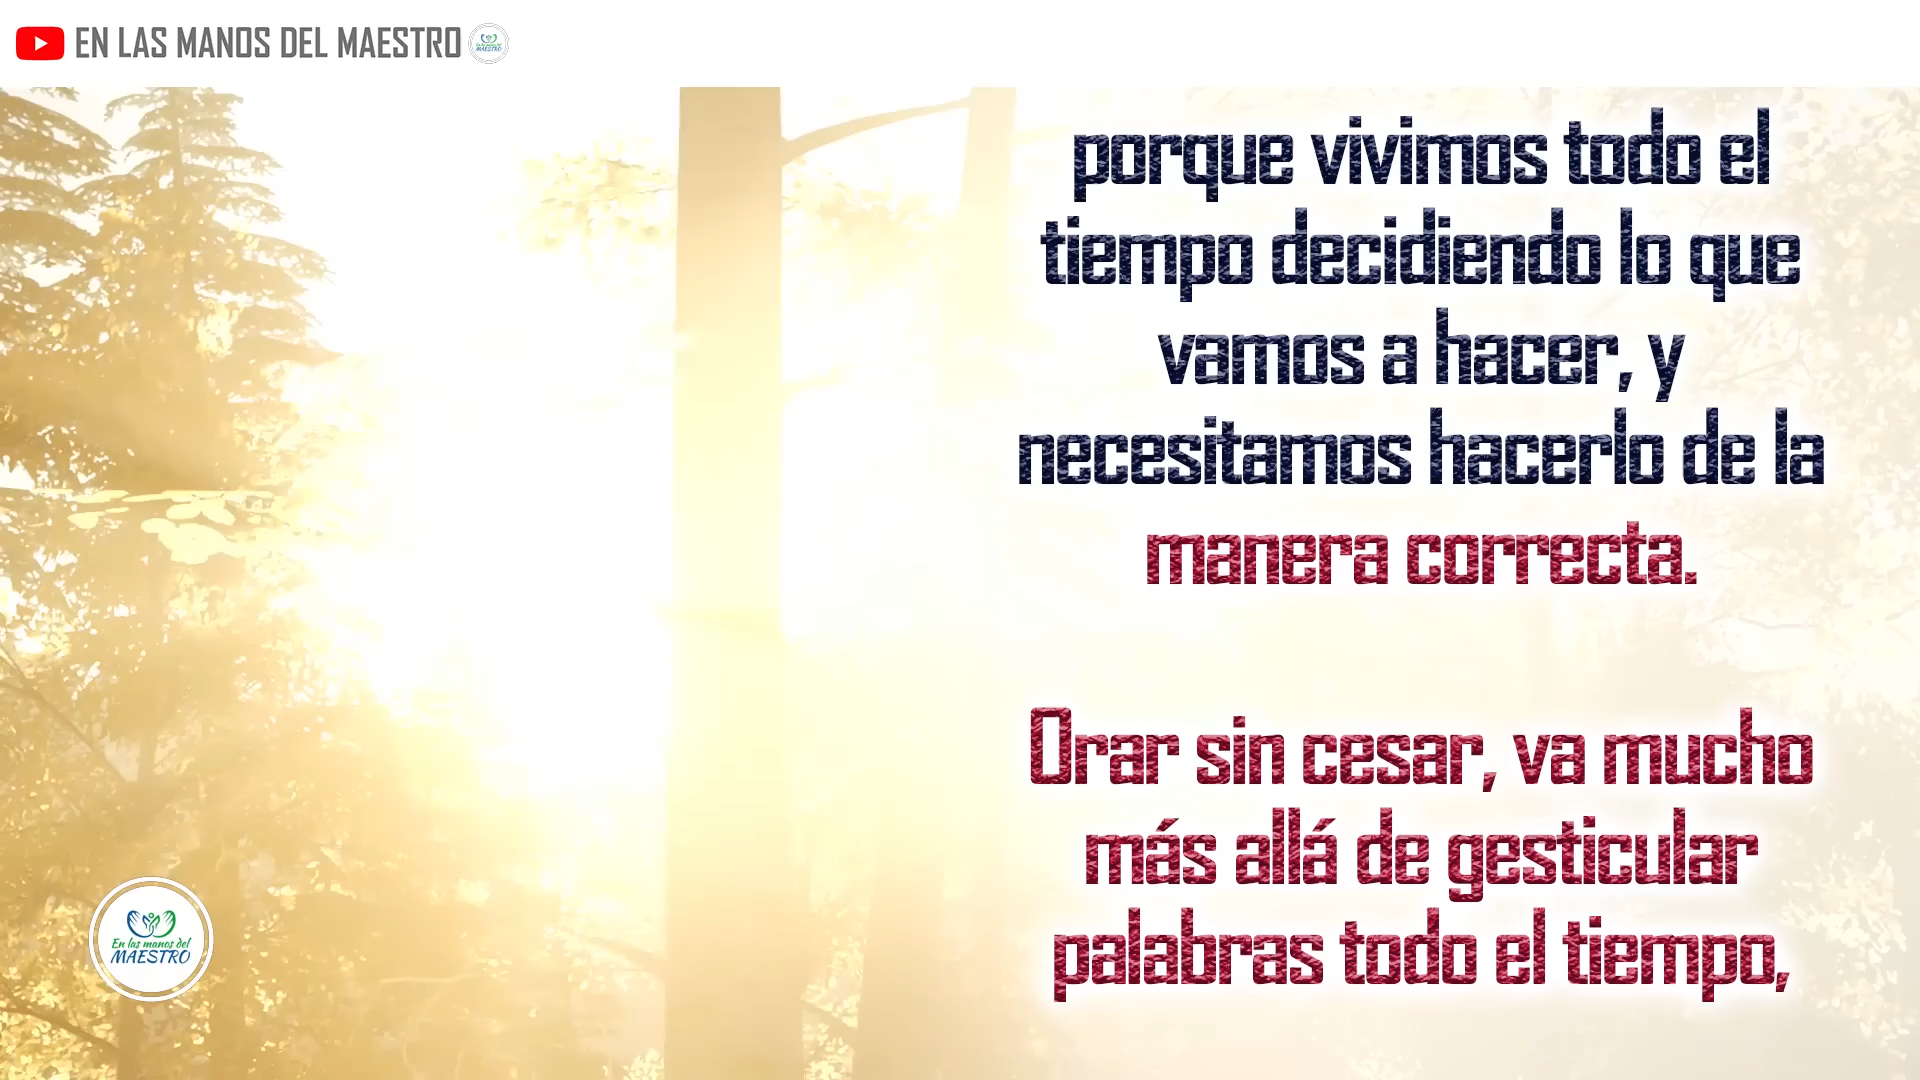 EN LAS MANOS DEL MAESTRO
porque vivimos todo el
tiempo decidiendo lo que
vamos a hacer, y
necesitamos hacerlo de la
manera correcta.
Orar sin cesar, va mucho
más allá de gesticular
palabras todo el tiempo,
En las manos del
MAESTRO